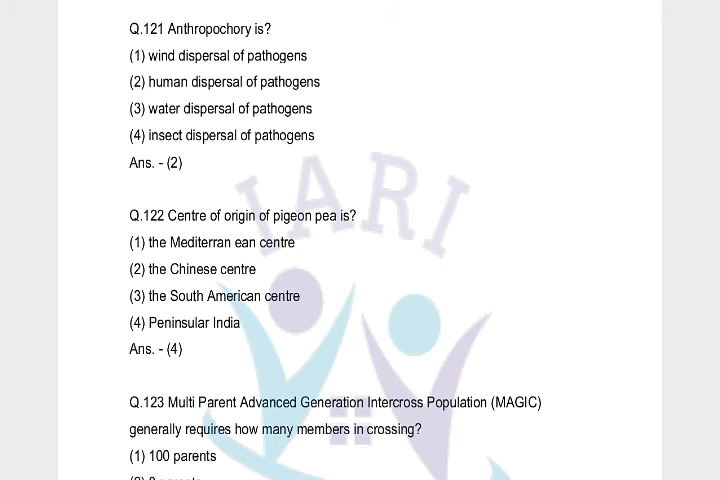 Q.121 Anthropochory is?
(1) wind dispersal of pathogens
(2) human dispersal of pathogens
(3) water dispersal of pathogens
(4) insect dispersal of pathogens
Ans. - (2)
IARI
Q.122 Centre of origin of pigeon pea is?
(1) the Mediterran ean centre
(2) the Chinese centre
(3) the South American centre
(4) Peninsular India
Ans. - (4)
Q.123 Multi Parent Advanced Generation Intercross Population (MAGIC)
generally requires how many members in crossing?
(1) 100 parents